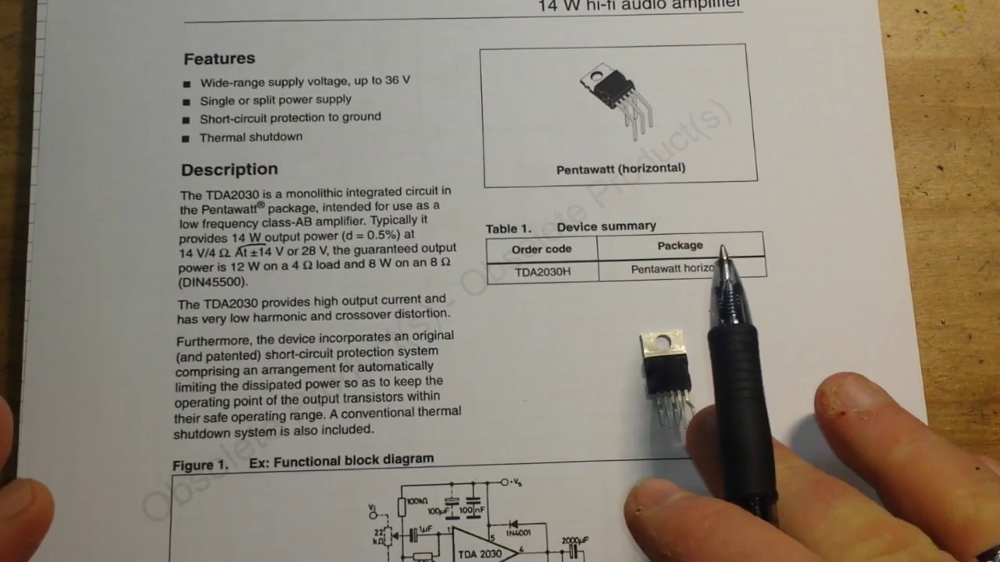 14 W hi-fi audio amplifier
Features
Wide-range supply voltage, up to 36 V
Single or split power supply
Short-circuit protection to ground
Thermal shutdown
Description
The TDA2030 is a monolithic integrated circuit in
the Pentawatt® package, intended for use as a
low frequency class-AB amplifier. Typically it
provides 14 W output power (d = 0.5%) at
14 V/4 Ω At ±14 V or 28 V, the guaranteed output
power is 12 W on a 4 Ω load and 8 W on an 8 Ω
(DIN45500).
The TDA2030 provides high output current and
has very low harmonic and crossover distortion.
Furthermore, the device incorporates an original
(and patented) short-circuit protection system
comprising an arrangement for automatically
limiting the dissipated power so as to keep the
operating point of the output transistors within
their safe operating range. A conventional thermal
shutdown system is also included.
Pentawatt (horizontal)
Table 1. Device summary
Order code Package
TDA2030H Pentawatt horizo
Obsolete Product(s)
Figure 1. Ex: Functional block diagram
+Vs
Vi
100kΩ
100µF
100nF
22
kΩ
1µF
1
5
1N4001
TDA 2030
4
2000µF